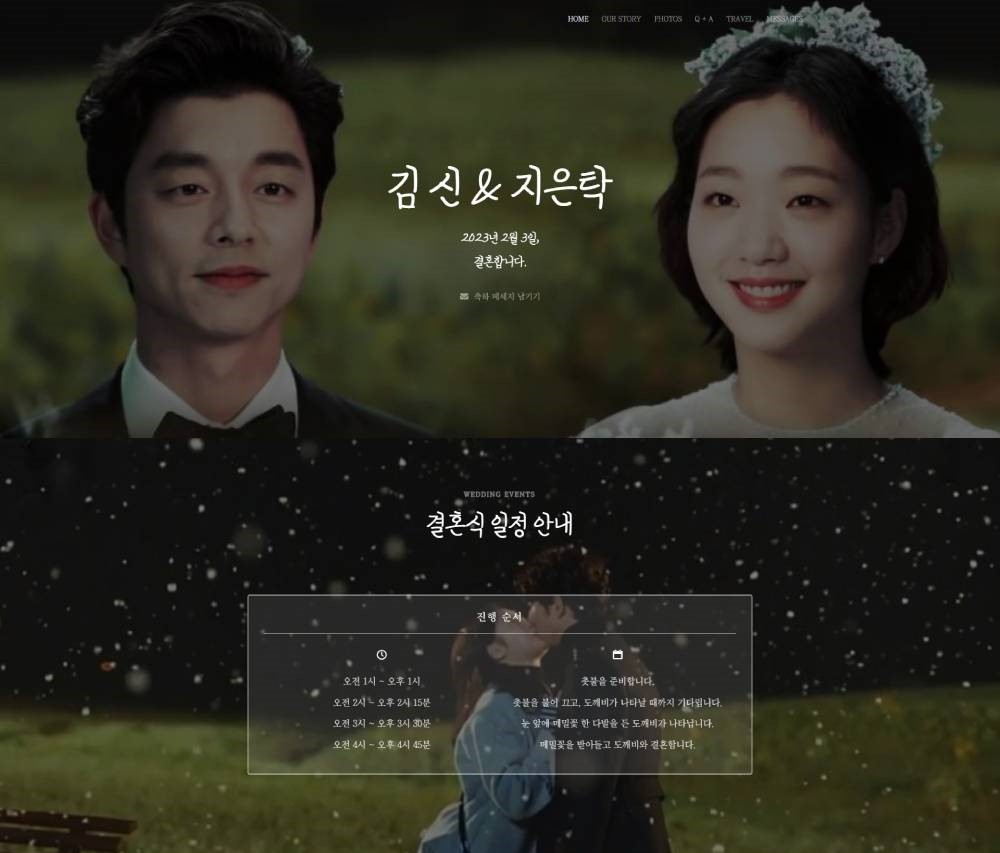 HOME OUR STORY PHOTOS Q + A TRAVEL MESSAGES
김 신 & 지은탁
2023년 2월 3일,
결혼합니다.
축하 메세지 남기기
WEDDING EVENTS
결혼식 일정 안내
진행 순서
오전 1시 ~ 오후 1시 촛불을 준비합니다.
오전 2시 ~ 오후 2시 15분 촛불을 불어 끄고, 도깨비가 나타날 때까지 기다립니다.
오전 3시 ~ 오후 3시 30분 눈 앞에 메밀꽃 한 다발을 든 도깨비가 나타납니다.
오전 4시 ~ 오후 4시 45분 메밀꽃을 받아들고 도깨비와 결혼합니다.